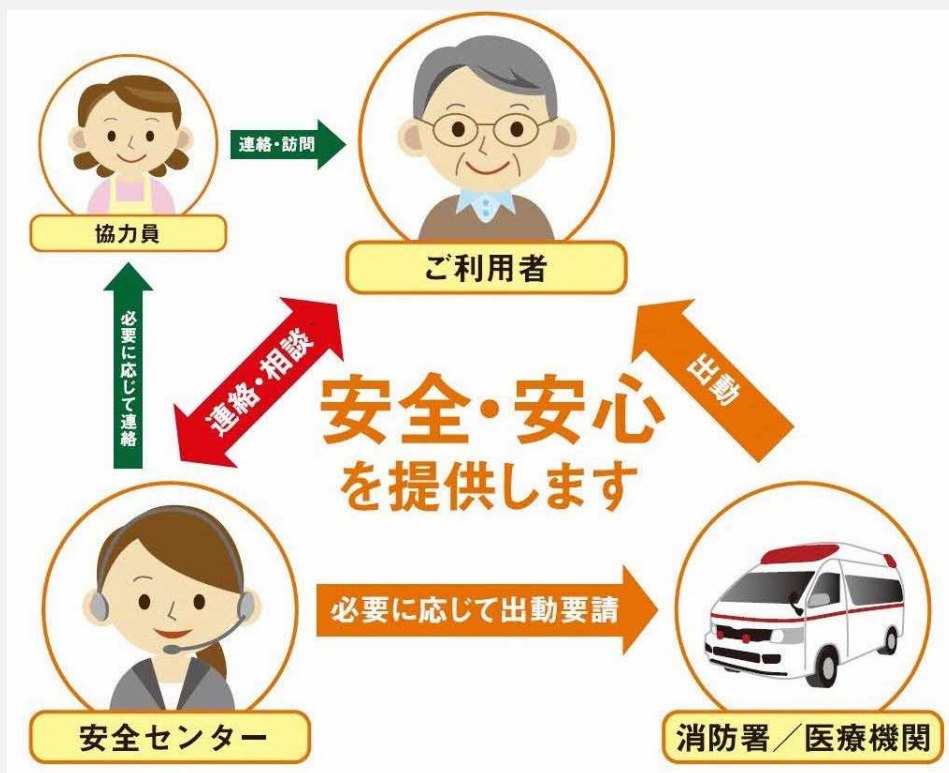 連絡・訪問
協力員
ご利用者
必要に応じて連絡
連絡・相談
出動
安全・安心
を提供します
必要に応じて出動要請
安全センター
消防署／医療機関